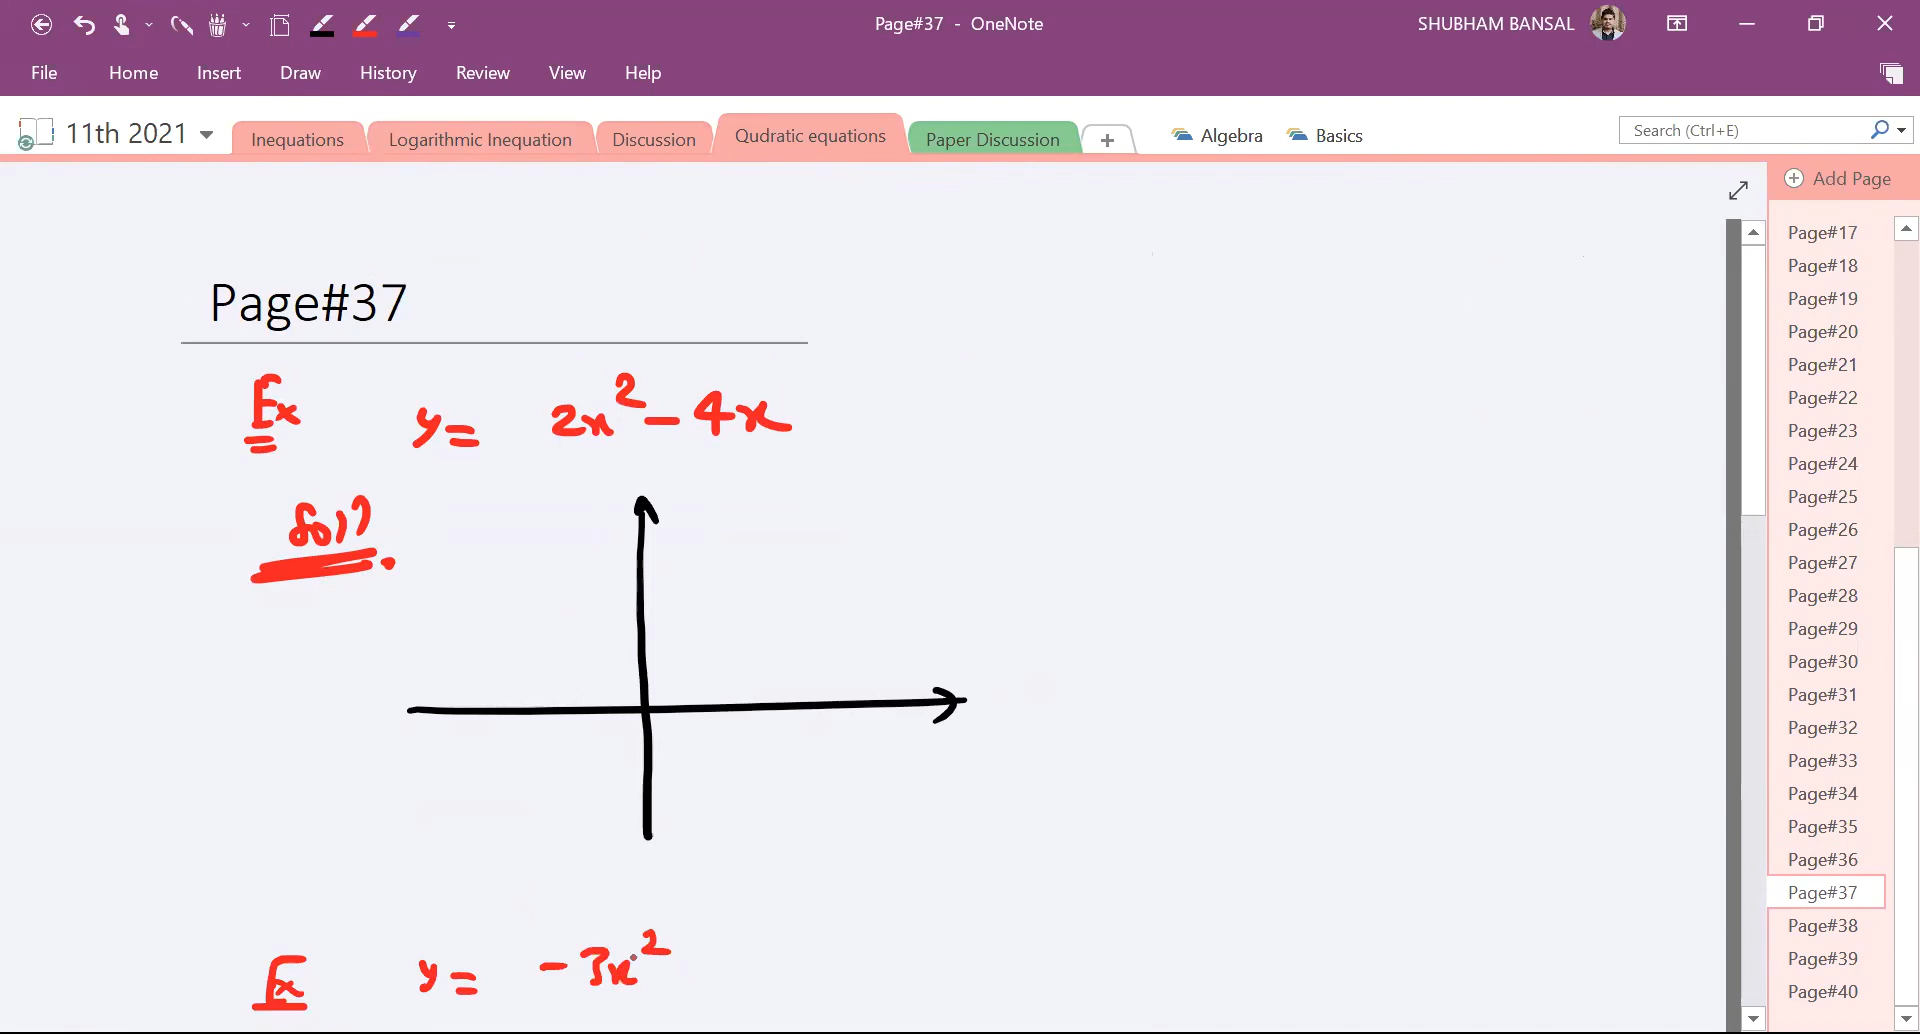 Page#37 - OneNote
SHUBHAM BANSAL
File Home Insert Draw History Review View Help
11th 2021
Inequations Logarithmic Inequation Discussion Qudratic equations Paper Discussion
Algebra Basics
Search (Ctrl+E)
Add Page
Page#37
Ex y = 2x² - 4x
Solⁿ.
Ex y = -3x²
Page#17
Page#18
Page#19
Page#20
Page#21
Page#22
Page#23
Page#24
Page#25
Page#26
Page#27
Page#28
Page#29
Page#30
Page#31
Page#32
Page#33
Page#34
Page#35
Page#36
Page#37
Page#38
Page#39
Page#40